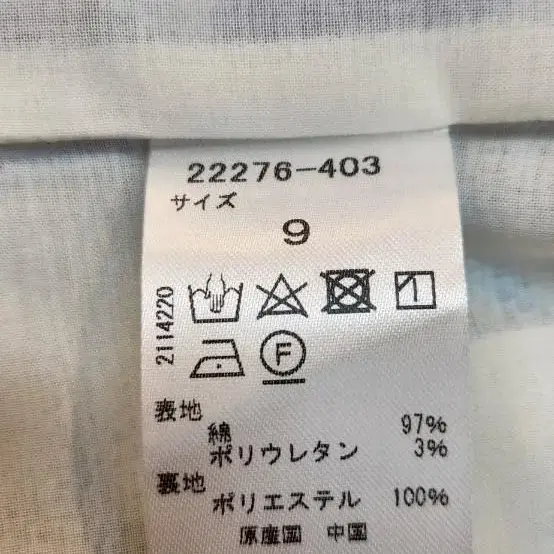 22276-403
サイズ
9
2114220
F
表地
綿 97%
ポリウレタン 3%
裏地
ポリエステル 100%
原産国 中国